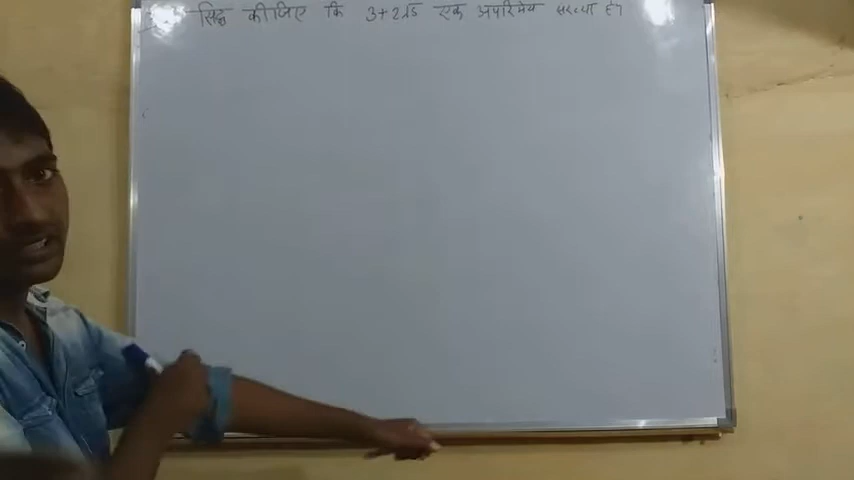 सिद्ध कीजिए कि 3+2√5 एक अपरिमेय संख्या है।